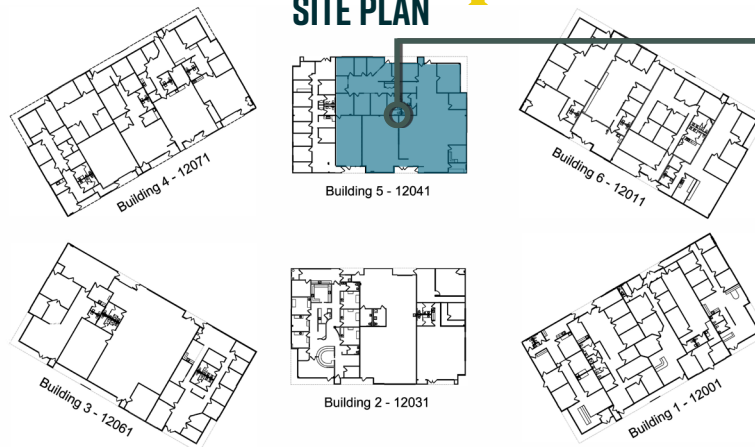 SITE PLAN
Building 4 - 12071
Building 5 - 12041
Building 6 - 12011
Building 3 - 12061
Building 2 - 12031
Building 1 - 12001